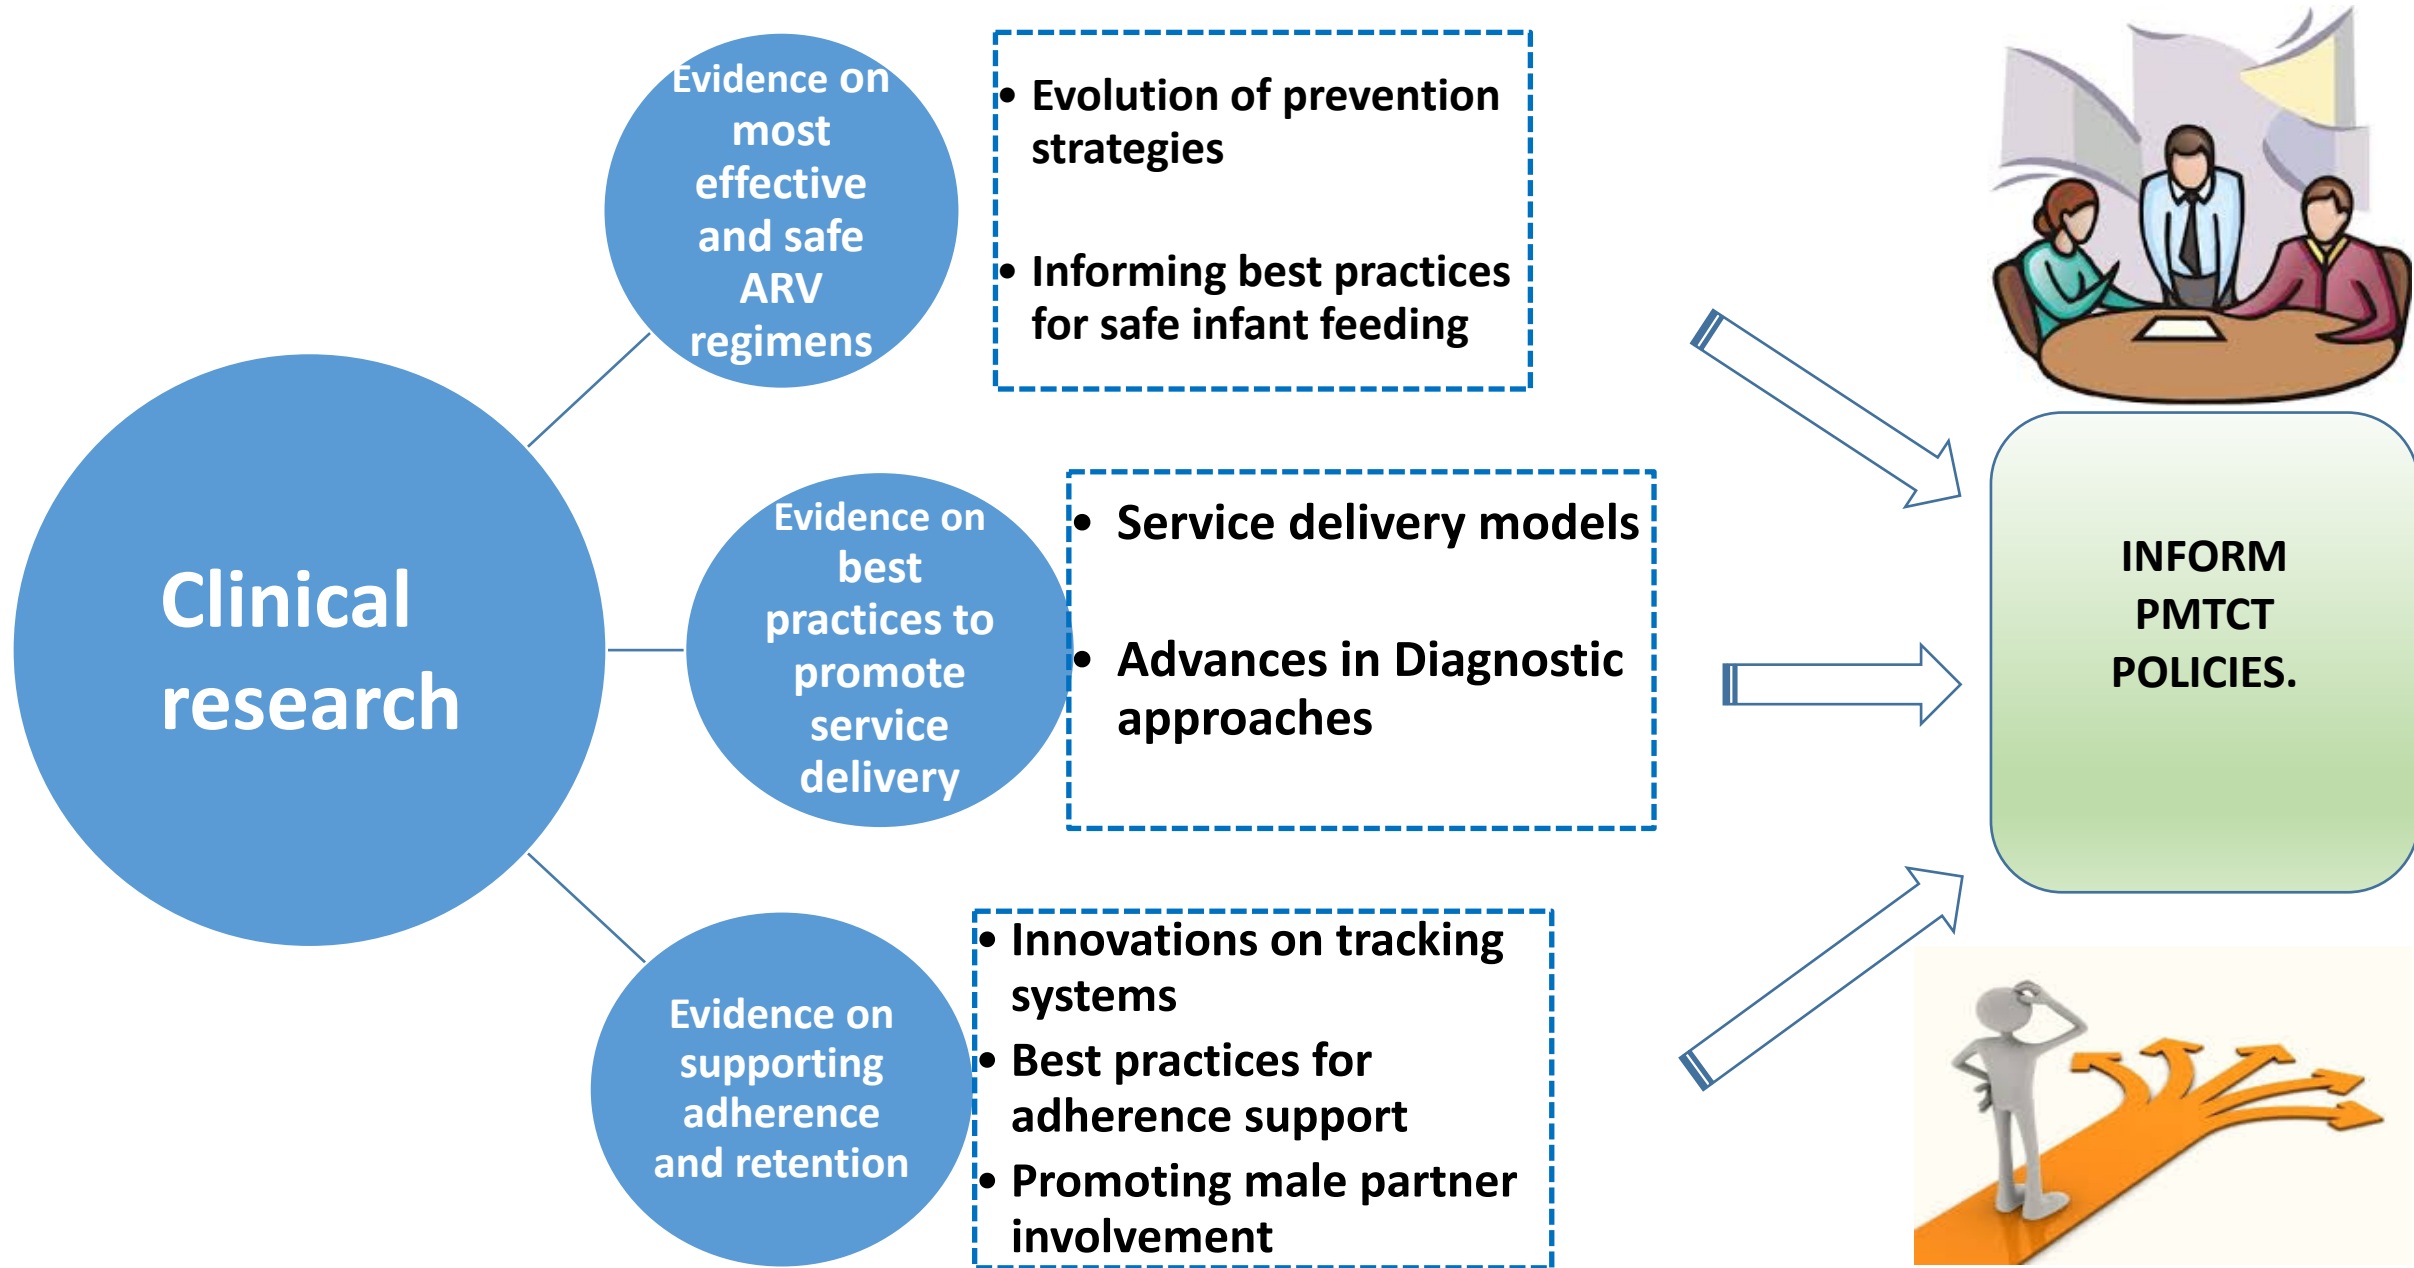 Clinical
research
Evidence on
most
effective
and safe
ARV
regimens
• Evolution of prevention
strategies
• Informing best practices
for safe infant feeding
Evidence on
best
practices to
promote
service
delivery
• Service delivery models
• Advances in Diagnostic
approaches
Evidence on
supporting
adherence
and retention
• Innovations on tracking
systems
• Best practices for
adherence support
• Promoting male partner
involvement
INFORM
PMTCT
POLICIES.